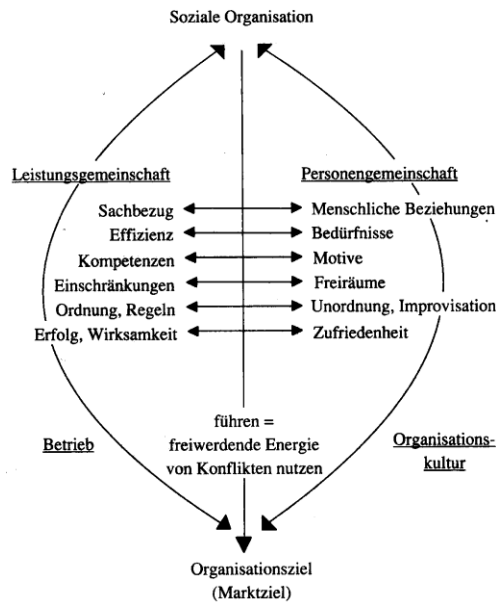 Soziale Organisation
Leistungsgemeinschaft
Personengemeinschaft
Sachbezug
Menschliche Beziehungen
Effizienz
Bedürfnisse
Kompetenzen
Motive
Einschränkungen
Freiräume
Ordnung, Regeln
Unordnung, Improvisation
Erfolg, Wirksamkeit
Zufriedenheit
führen =
freiwerdende Energie
von Konflikten nutzen
Betrieb
Organisations-
kultur
Organisationsziel
(Marktziel)